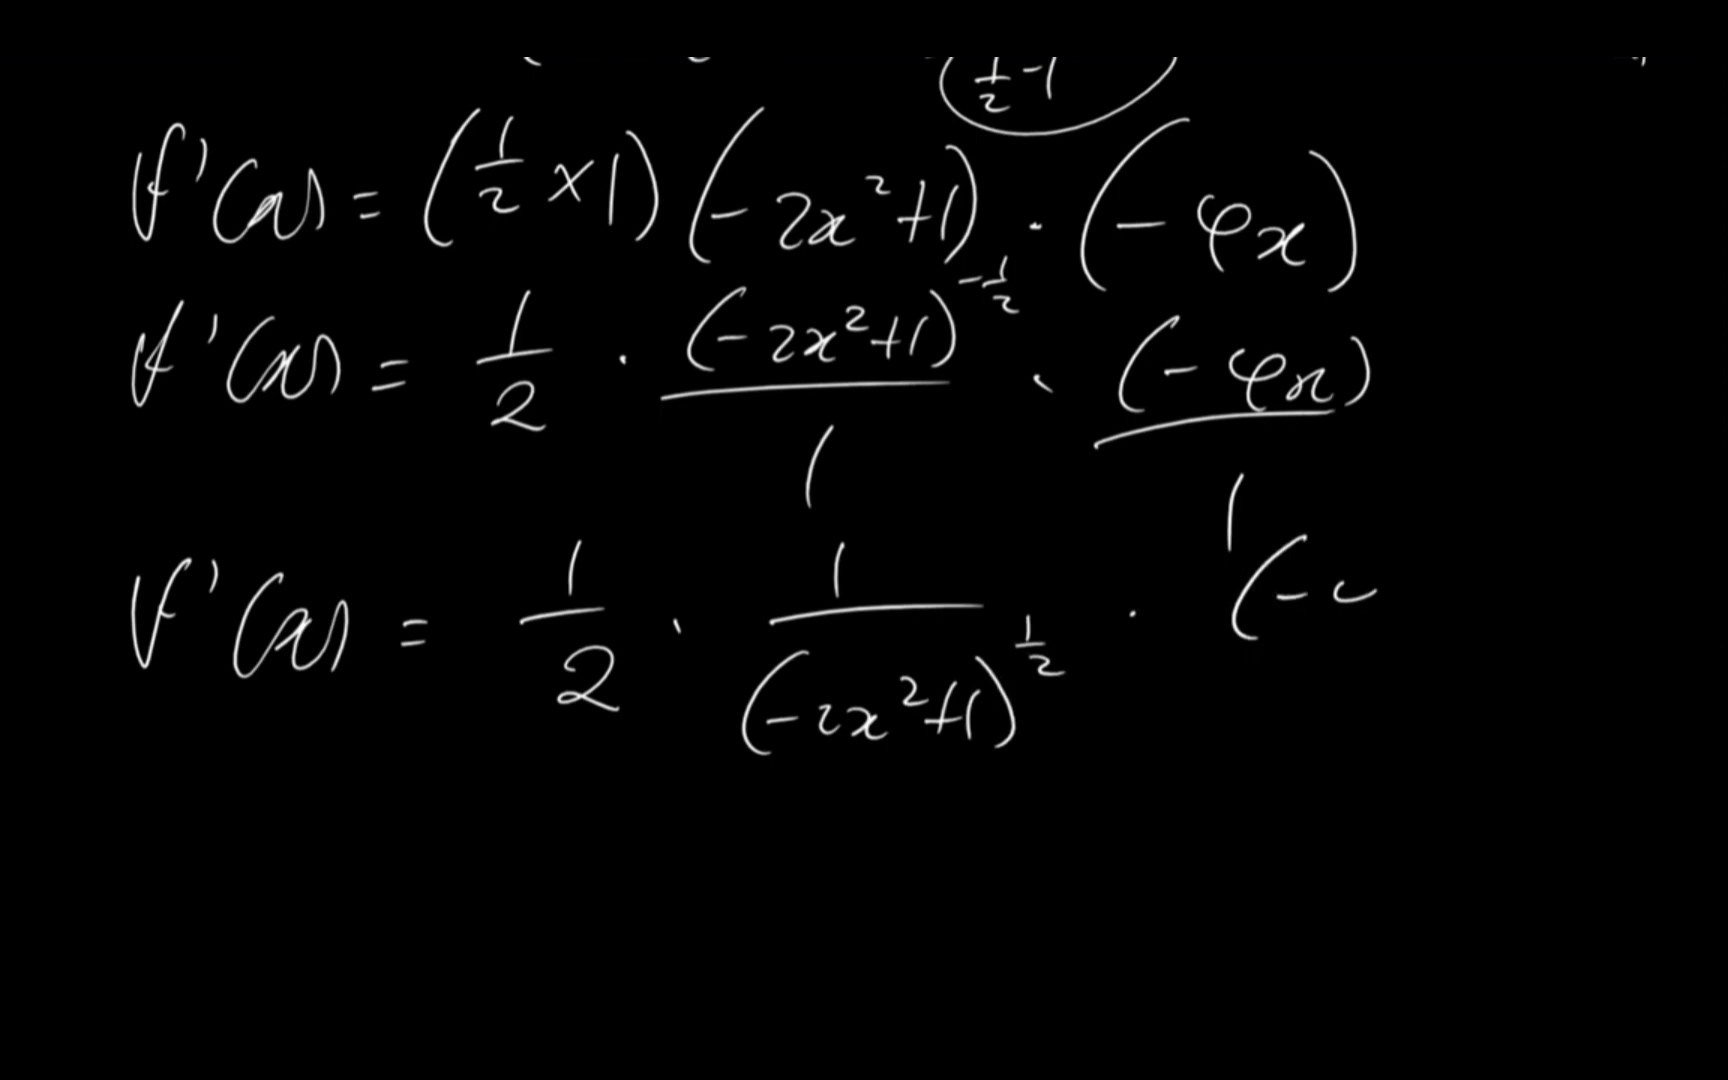 1/2 - 1
f'(x) = (1/2 × 1) (-2x² + 1) · (-4x)
f'(x) = 1/2 · (-2x² + 1)^(-1/2) / 1 · (-4x) / 1
f'(x) = 1/2 · 1 / (-2x² + 1)^(1/2) · (-